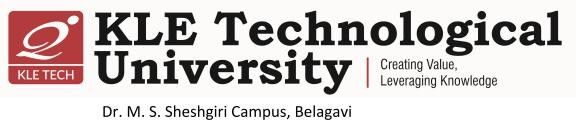 KLE Technological
University
Creating Value,
Leveraging Knowledge
KLE TECH
Dr. M. S. Sheshgiri Campus, Belagavi